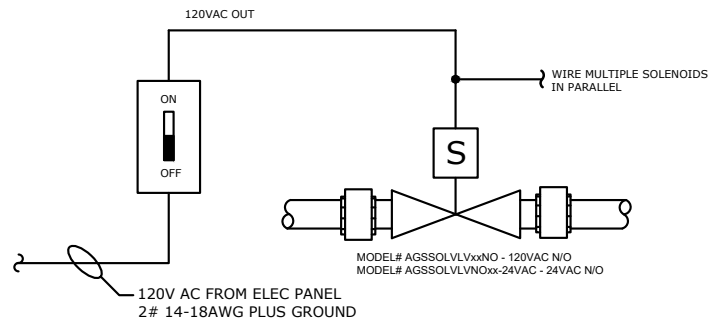 120VAC OUT
WIRE MULTIPLE SOLENOIDS
IN PARALLEL
ON
OFF
S
MODEL# AGSSOLVLVxxNO - 120VAC N/O
MODEL# AGSSOLVLVNOxx-24VAC - 24VAC N/O
120V AC FROM ELEC PANEL
2# 14-18AWG PLUS GROUND